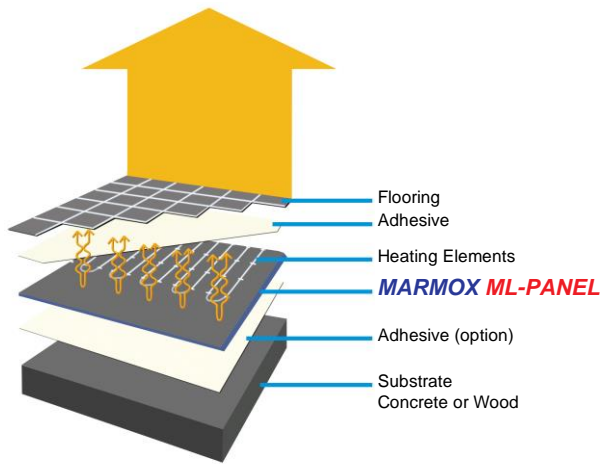 Flooring
Adhesive
Heating Elements
MARMOX ML-PANEL
Adhesive (option)
Substrate
Concrete or Wood